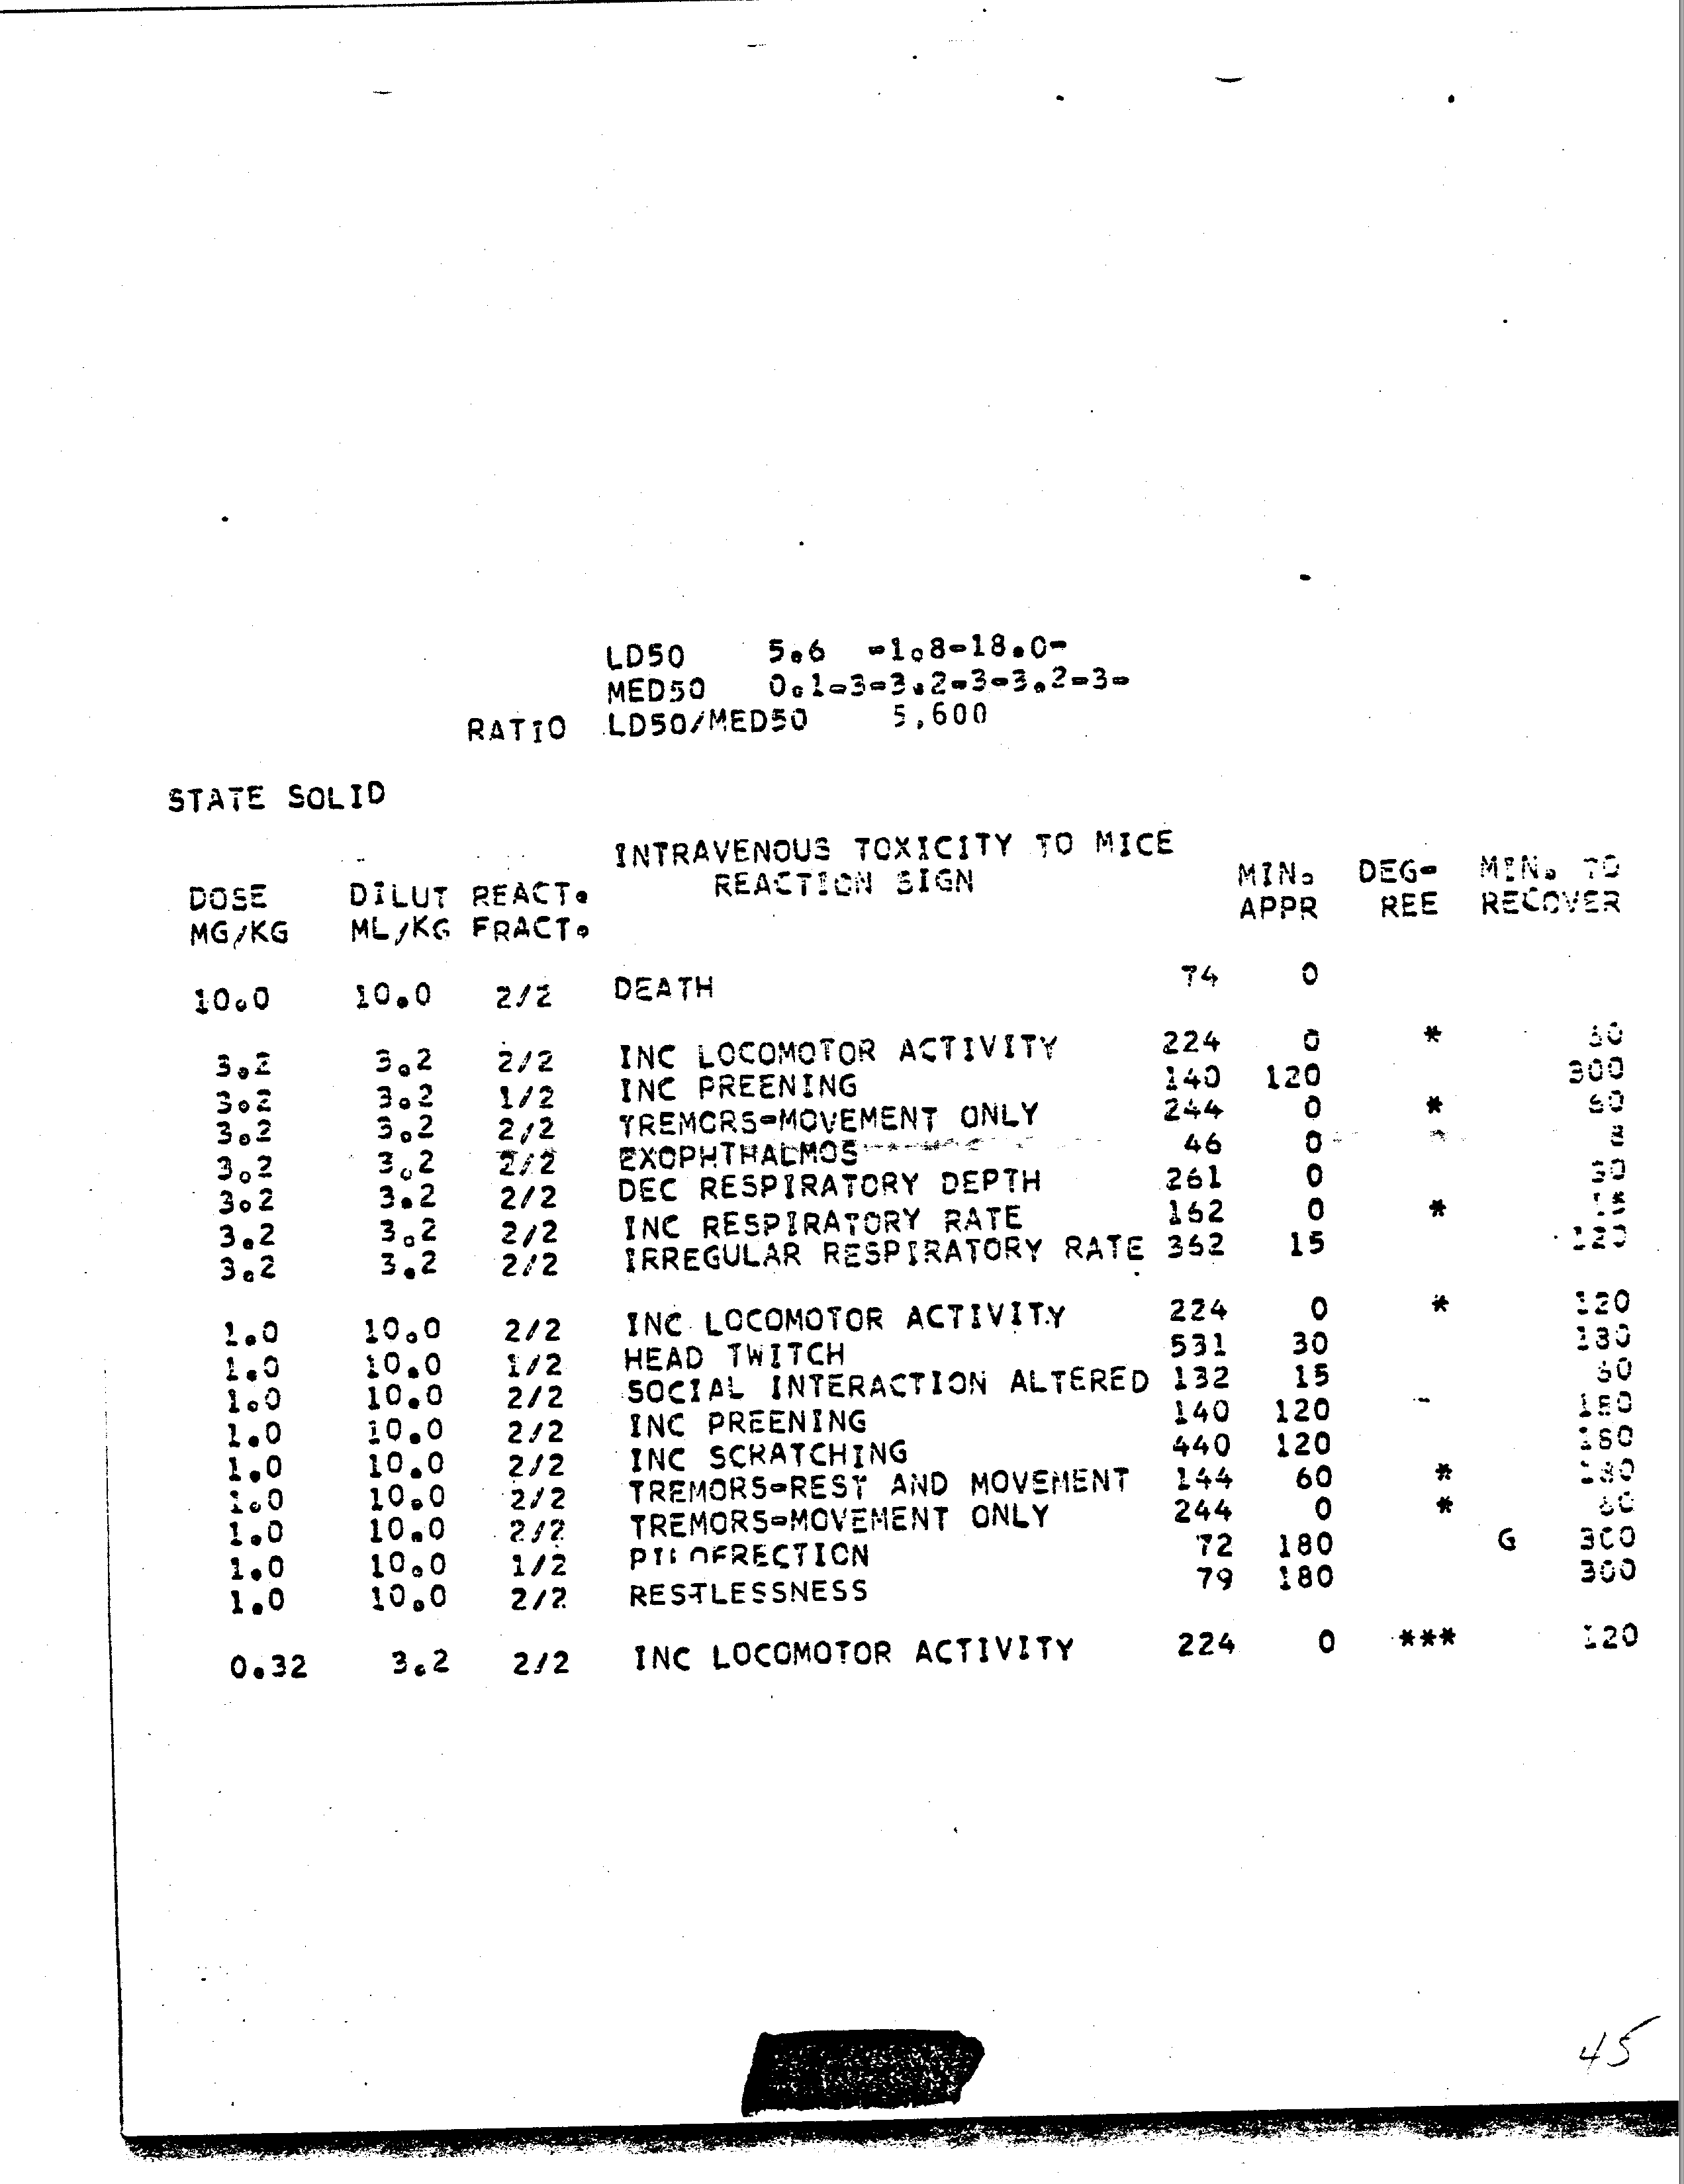 LD50 5.6 -1.8-18.0-
MED50 0.1-3-3.2-3-3.2-3-
RATIO LD50/MED50 5,600
STATE SOLID
INTRAVENOUS TOXICITY TO MICE
DOSE DILUT REACT. REACTION SIGN MIN. DEG- MIN. TO
MG/KG ML/KG FRACT. APPR REE RECOVER
10.0 10.0 2/2 DEATH 74 0
3.2 3.2 2/2 INC LOCOMOTOR ACTIVITY 224 0 * 60
3.2 3.2 1/2 INC PREENING 140 120 300
3.2 3.2 2/2 TREMORS-MOVEMENT ONLY 244 0 * 60
3.2 3.2 2/2 EXOPHTHALMOS 46 0
3.2 3.2 2/2 DEC RESPIRATORY DEPTH 261 0
3.2 3.2 2/2 INC RESPIRATORY RATE 162 0 *
3.2 3.2 2/2 IRREGULAR RESPIRATORY RATE 362 15 120
1.0 10.0 2/2 INC LOCOMOTOR ACTIVITY 224 0 * 120
1.0 10.0 1/2 HEAD TWITCH 531 30 180
1.0 10.0 2/2 SOCIAL INTERACTION ALTERED 132 15 60
1.0 10.0 2/2 INC PREENING 140 120 180
1.0 10.0 2/2 INC SCRATCHING 440 120 180
1.0 10.0 2/2 TREMORS-REST AND MOVEMENT 144 60 * 180
1.0 10.0 2/2 TREMORS-MOVEMENT ONLY 244 0 * 60
1.0 10.0 1/2 PILOERECTION 72 180 G 300
1.0 10.0 2/2 RESTLESSNESS 79 180 300
0.32 3.2 2/2 INC LOCOMOTOR ACTIVITY 224 0 *** 120
45